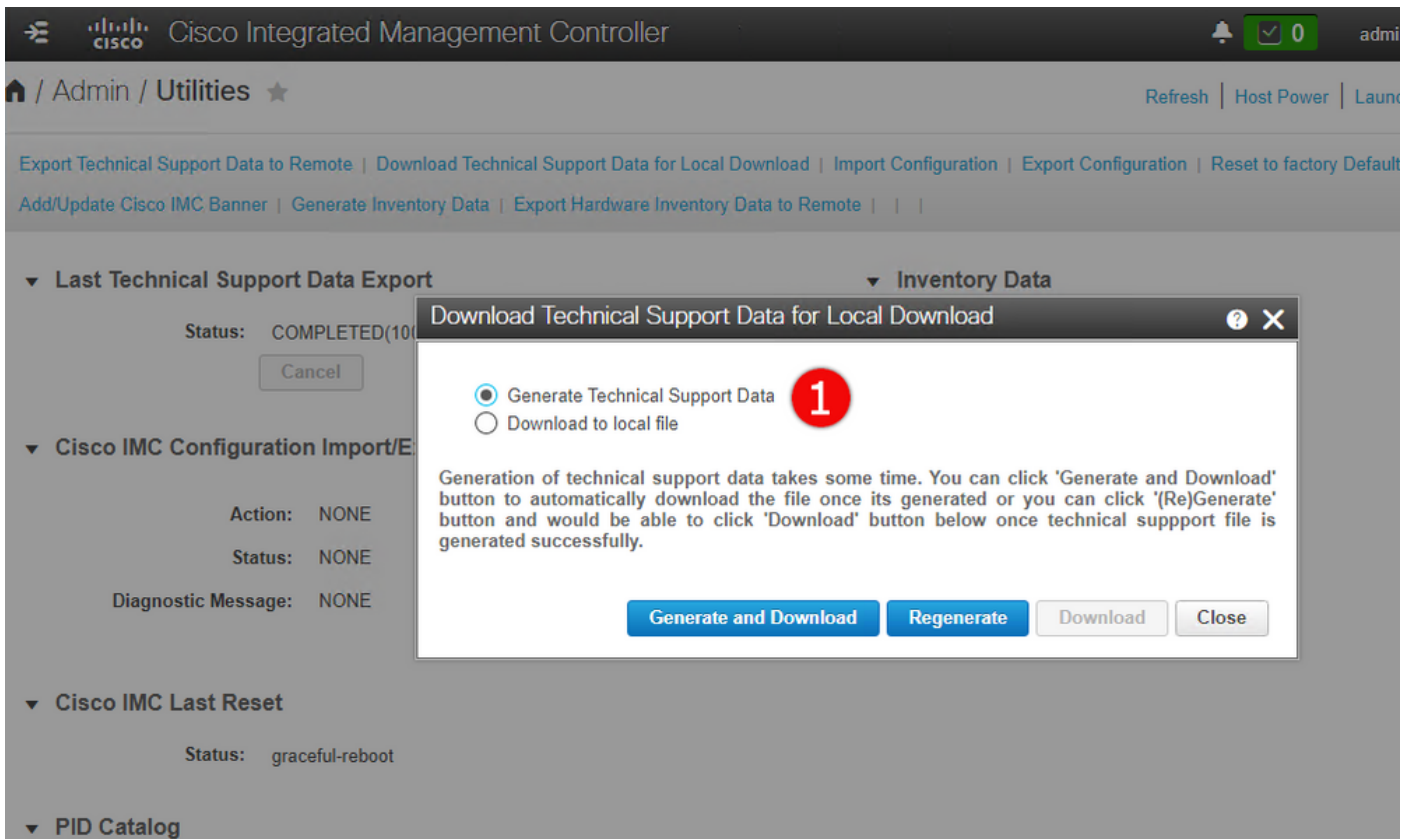 cisco Cisco Integrated Management Controller 0 admi
/ Admin / Utilities
Refresh | Host Power | Launc
Export Technical Support Data to Remote | Download Technical Support Data for Local Download | Import Configuration | Export Configuration | Reset to factory Default
Add/Update Cisco IMC Banner | Generate Inventory Data | Export Hardware Inventory Data to Remote | | |
Last Technical Support Data Export
Inventory Data
Status: COMPLETED(10
Cancel
Download Technical Support Data for Local Download ?
Generate Technical Support Data
1
Download to local file
Generation of technical support data takes some time. You can click 'Generate and Download'
button to automatically download the file once its generated or you can click '(Re)Generate'
button and would be able to click 'Download' button below once technical suppport file is
generated successfully.
Generate and Download Regenerate Download Close
Cisco IMC Configuration Import/E
Action: NONE
Status: NONE
Diagnostic Message: NONE
Cisco IMC Last Reset
Status: graceful-reboot
PID Catalog